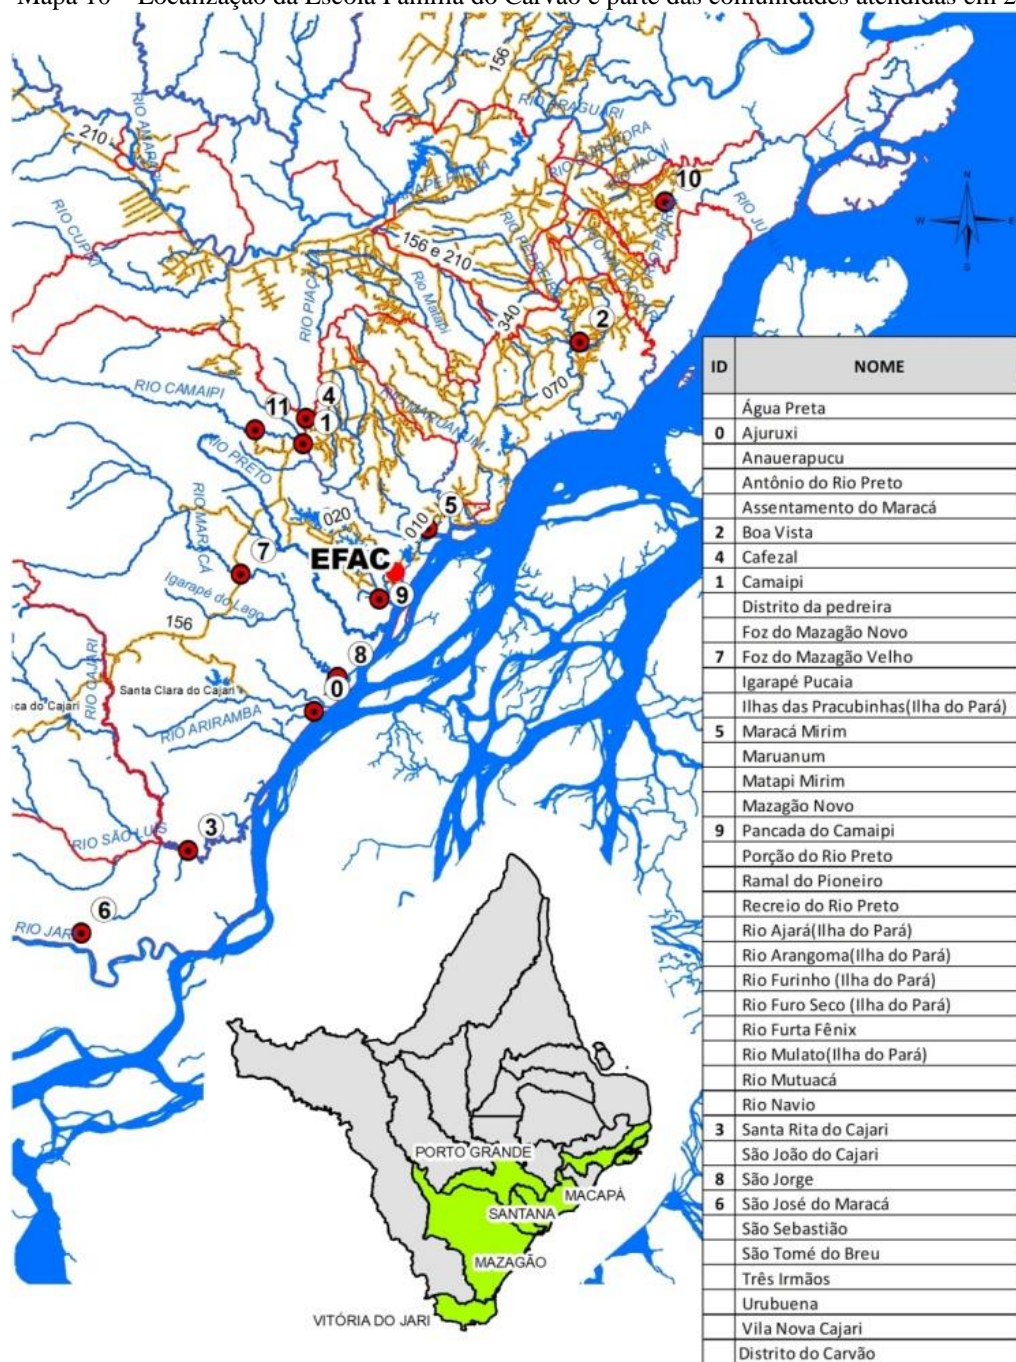 Mapa 10 – Localização da Escola Família do Carvão e parte das comunidades atendidas em 2
156
RIO ARAGUARI
RIO AMAPARI
210
RIO PIAÇACÁ
RIO CUPIXI
10
156 e 210
Rio Matapi
340
2
070
RIO CAMAIPI
11
4
1
RIO MARUANUM
RIO PRETO
RIO MARACÁ
020
010
5
EFAC
7
9
Igarapé do Lago
156
8
0
RIO CAJARI
Santa Clara do Cajari
ca do Cajari
RIO ARIRAMBA
3
RIO SÃO LUIS
6
RIO JARI
N
W
E
S
ID NOME
Água Preta
0 Ajuruxi
Anauerapucu
Antônio do Rio Preto
Assentamento do Maracá
2 Boa Vista
4 Cafezal
1 Camaipi
Distrito da pedreira
Foz do Mazagão Novo
7 Foz do Mazagão Velho
Igarapé Pucaia
Ilhas das Pracubinhas(Ilha do Pará)
5 Maracá Mirim
Maruanum
Matapi Mirim
Mazagão Novo
9 Pancada do Camaipi
Porção do Rio Preto
Ramal do Pioneiro
Recreio do Rio Preto
Rio Ajará(Ilha do Pará)
Rio Arangoma(Ilha do Pará)
Rio Furinho (Ilha do Pará)
Rio Furo Seco (Ilha do Pará)
Rio Furta Fênix
Rio Mulato(Ilha do Pará)
Rio Mutuacá
Rio Navio
3 Santa Rita do Cajari
São João do Cajari
8 São Jorge
6 São José do Maracá
São Sebastião
São Tomé do Breu
Três Irmãos
Urubuena
Vila Nova Cajari
Distrito do Carvão
PORTO GRANDE
MACAPÁ
SANTANA
MAZAGÃO
VITÓRIA DO JARI